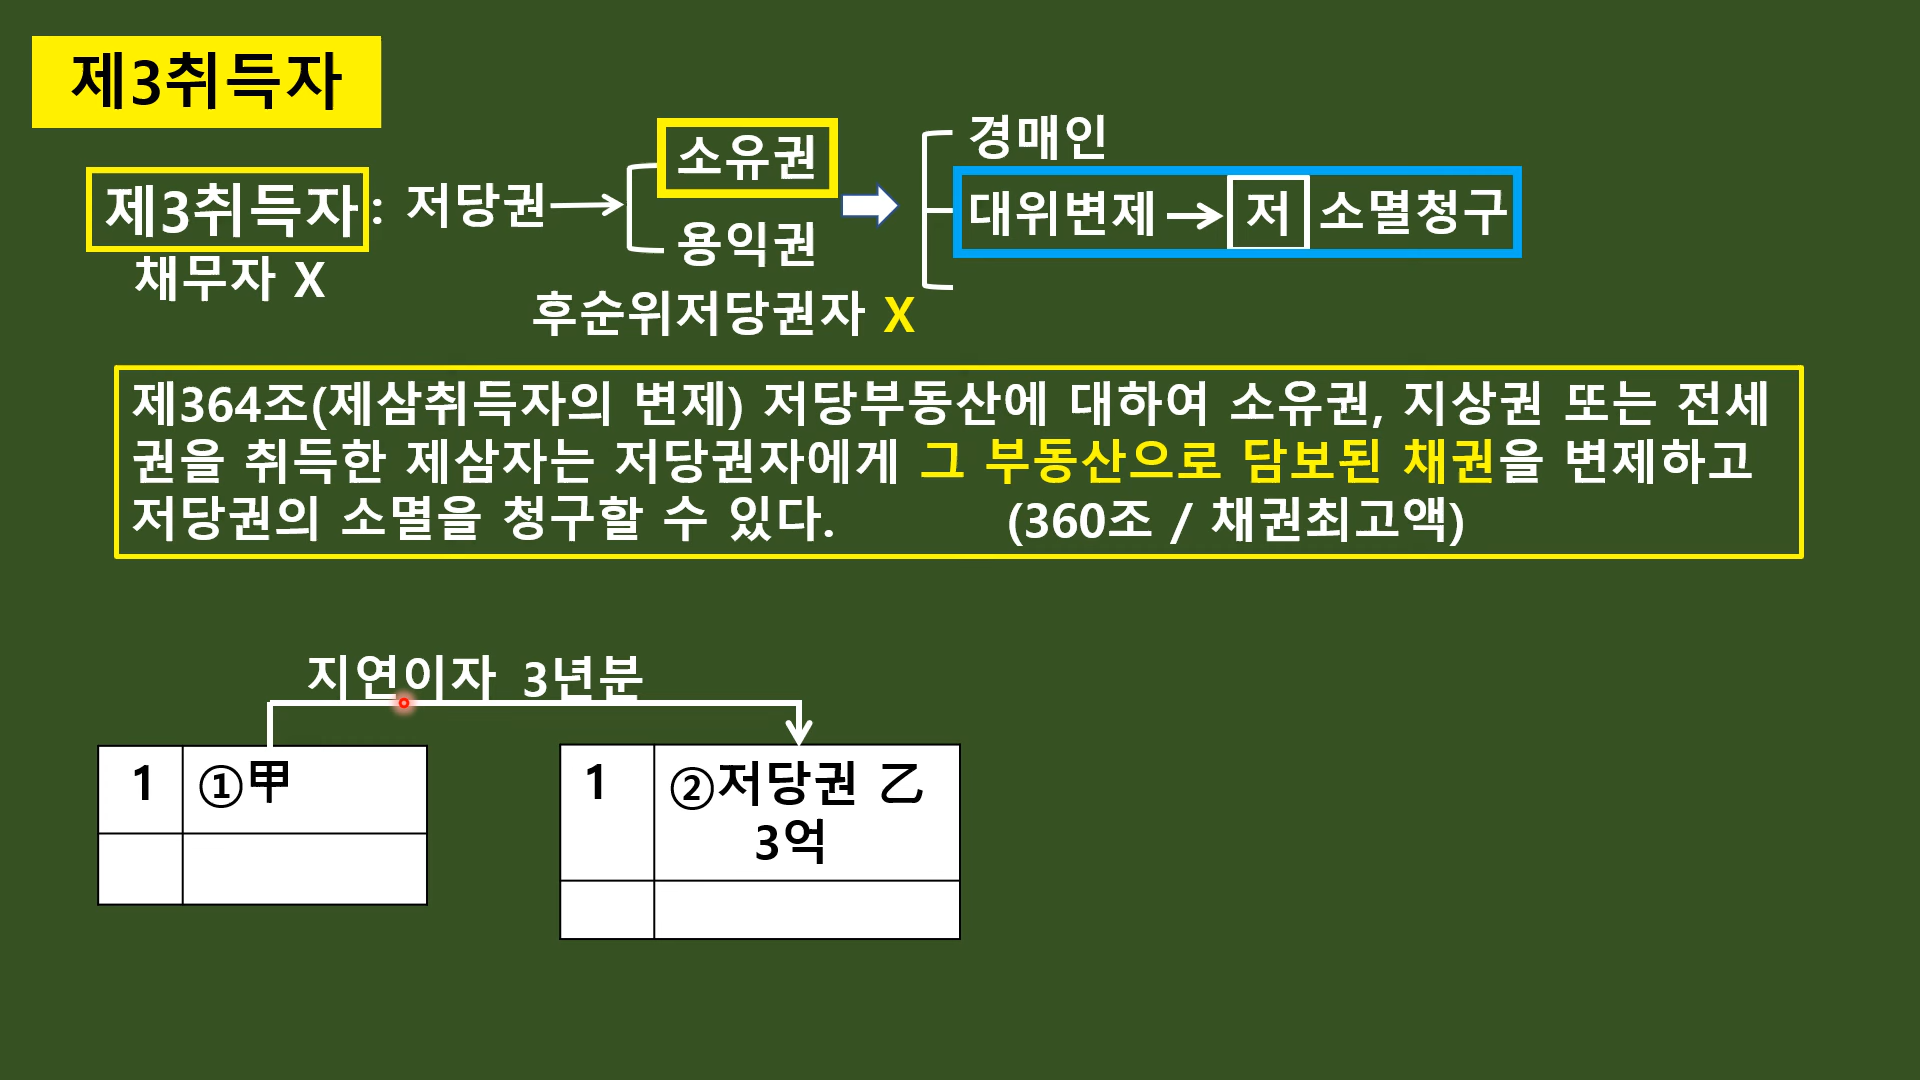 제3취득자
제3취득자 : 저당권 → 소유권
용익권
채무자 X
후순위저당권자 X
경매인
대위변제 → 저 소멸청구
제364조(제삼취득자의 변제) 저당부동산에 대하여 소유권, 지상권 또는 전세
권을 취득한 제삼자는 저당권자에게 그 부동산으로 담보된 채권을 변제하고
저당권의 소멸을 청구할 수 있다. (360조 / 채권최고액)
지연이자 3년분
1 ①甲
1 ②저당권 乙
3억